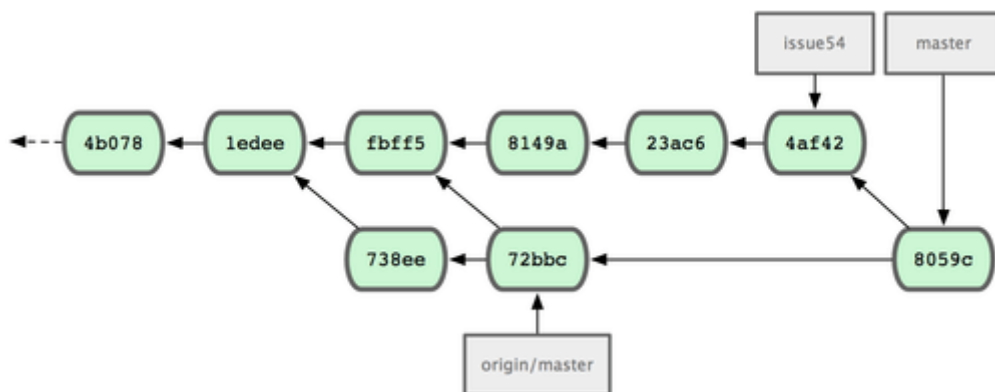 issue54 master
4b078 1edee fbff5 8149a 23ac6 4af42
738ee 72bbc 8059c
origin/master